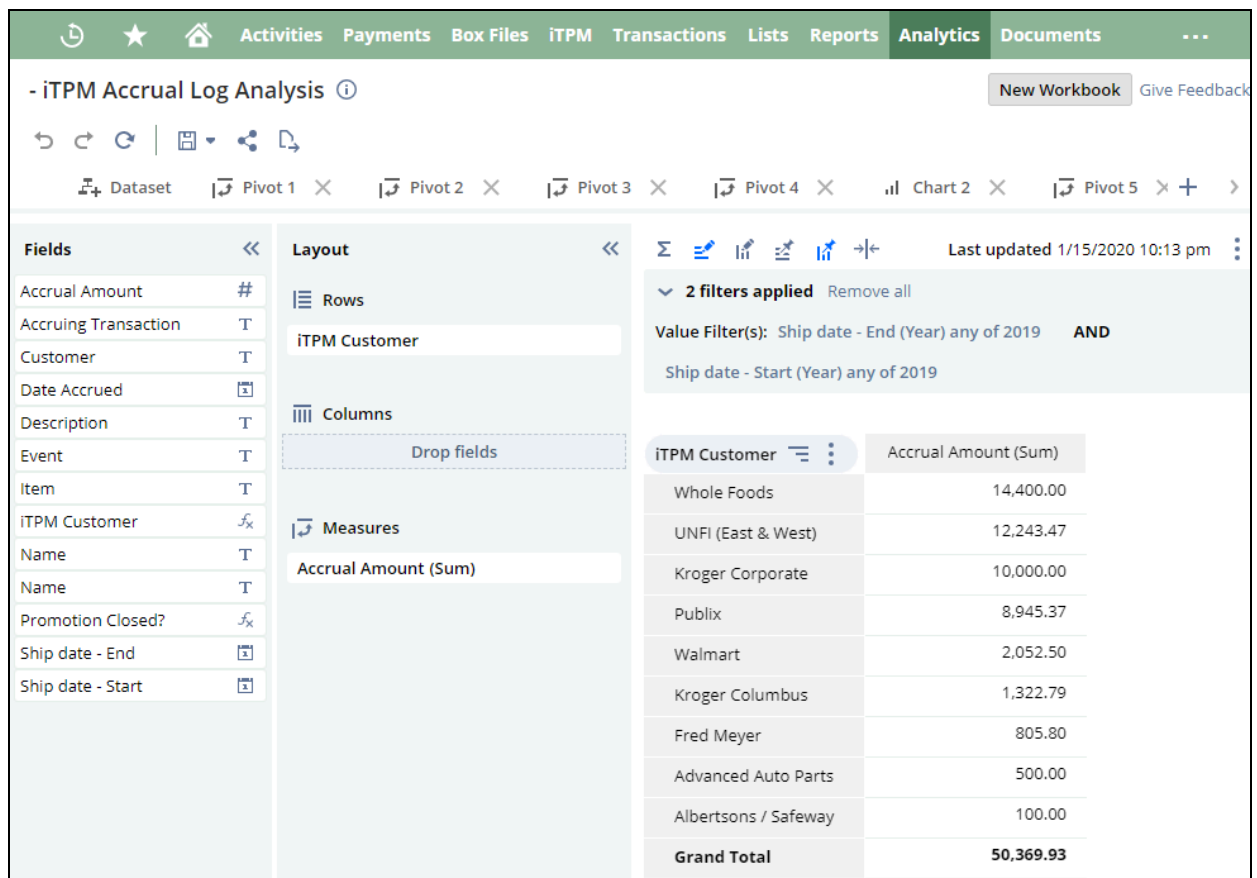 Activities Payments Box Files iTPM Transactions Lists Reports Analytics Documents ...
- iTPM Accrual Log Analysis
New Workbook Give Feedback
Dataset Pivot 1 Pivot 2 Pivot 3 Pivot 4 Chart 2 Pivot 5
Fields
Accrual Amount #
Accruing Transaction T
Customer T
Date Accrued
Description T
Event T
Item T
iTPM Customer fx
Name T
Name T
Promotion Closed? fx
Ship date - End
Ship date - Start
Layout
Rows
iTPM Customer
Columns
Drop fields
Measures
Accrual Amount (Sum)
Σ Last updated 1/15/2020 10:13 pm
2 filters applied Remove all
Value Filter(s): Ship date - End (Year) any of 2019 AND
Ship date - Start (Year) any of 2019
iTPM Customer Accrual Amount (Sum)
Whole Foods 14,400.00
UNFI (East & West) 12,243.47
Kroger Corporate 10,000.00
Publix 8,945.37
Walmart 2,052.50
Kroger Columbus 1,322.79
Fred Meyer 805.80
Advanced Auto Parts 500.00
Albertsons / Safeway 100.00
Grand Total 50,369.93